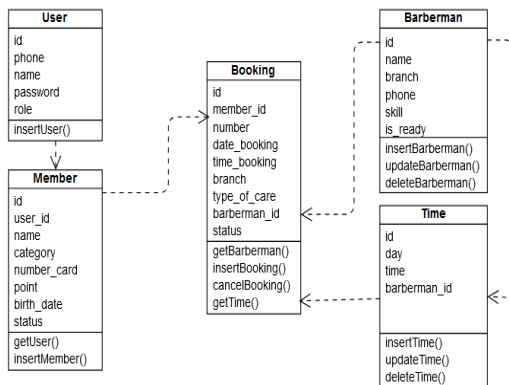 User
id
phone
name
password
role
insertUser()
Member
id
user_id
name
category
number_card
point
birth_date
status
getUser()
insertMember()
Booking
id
member_id
number
date_booking
time_booking
branch
type_of_care
barberman_id
status
getBarberman()
insertBooking()
cancelBooking()
getTime()
Barberman
id
name
branch
phone
skill
is_ready
insertBarberman()
updateBarberman()
deleteBarberman()
Time
id
day
time
barberman_id
insertTime()
updateTime()
deleteTime()